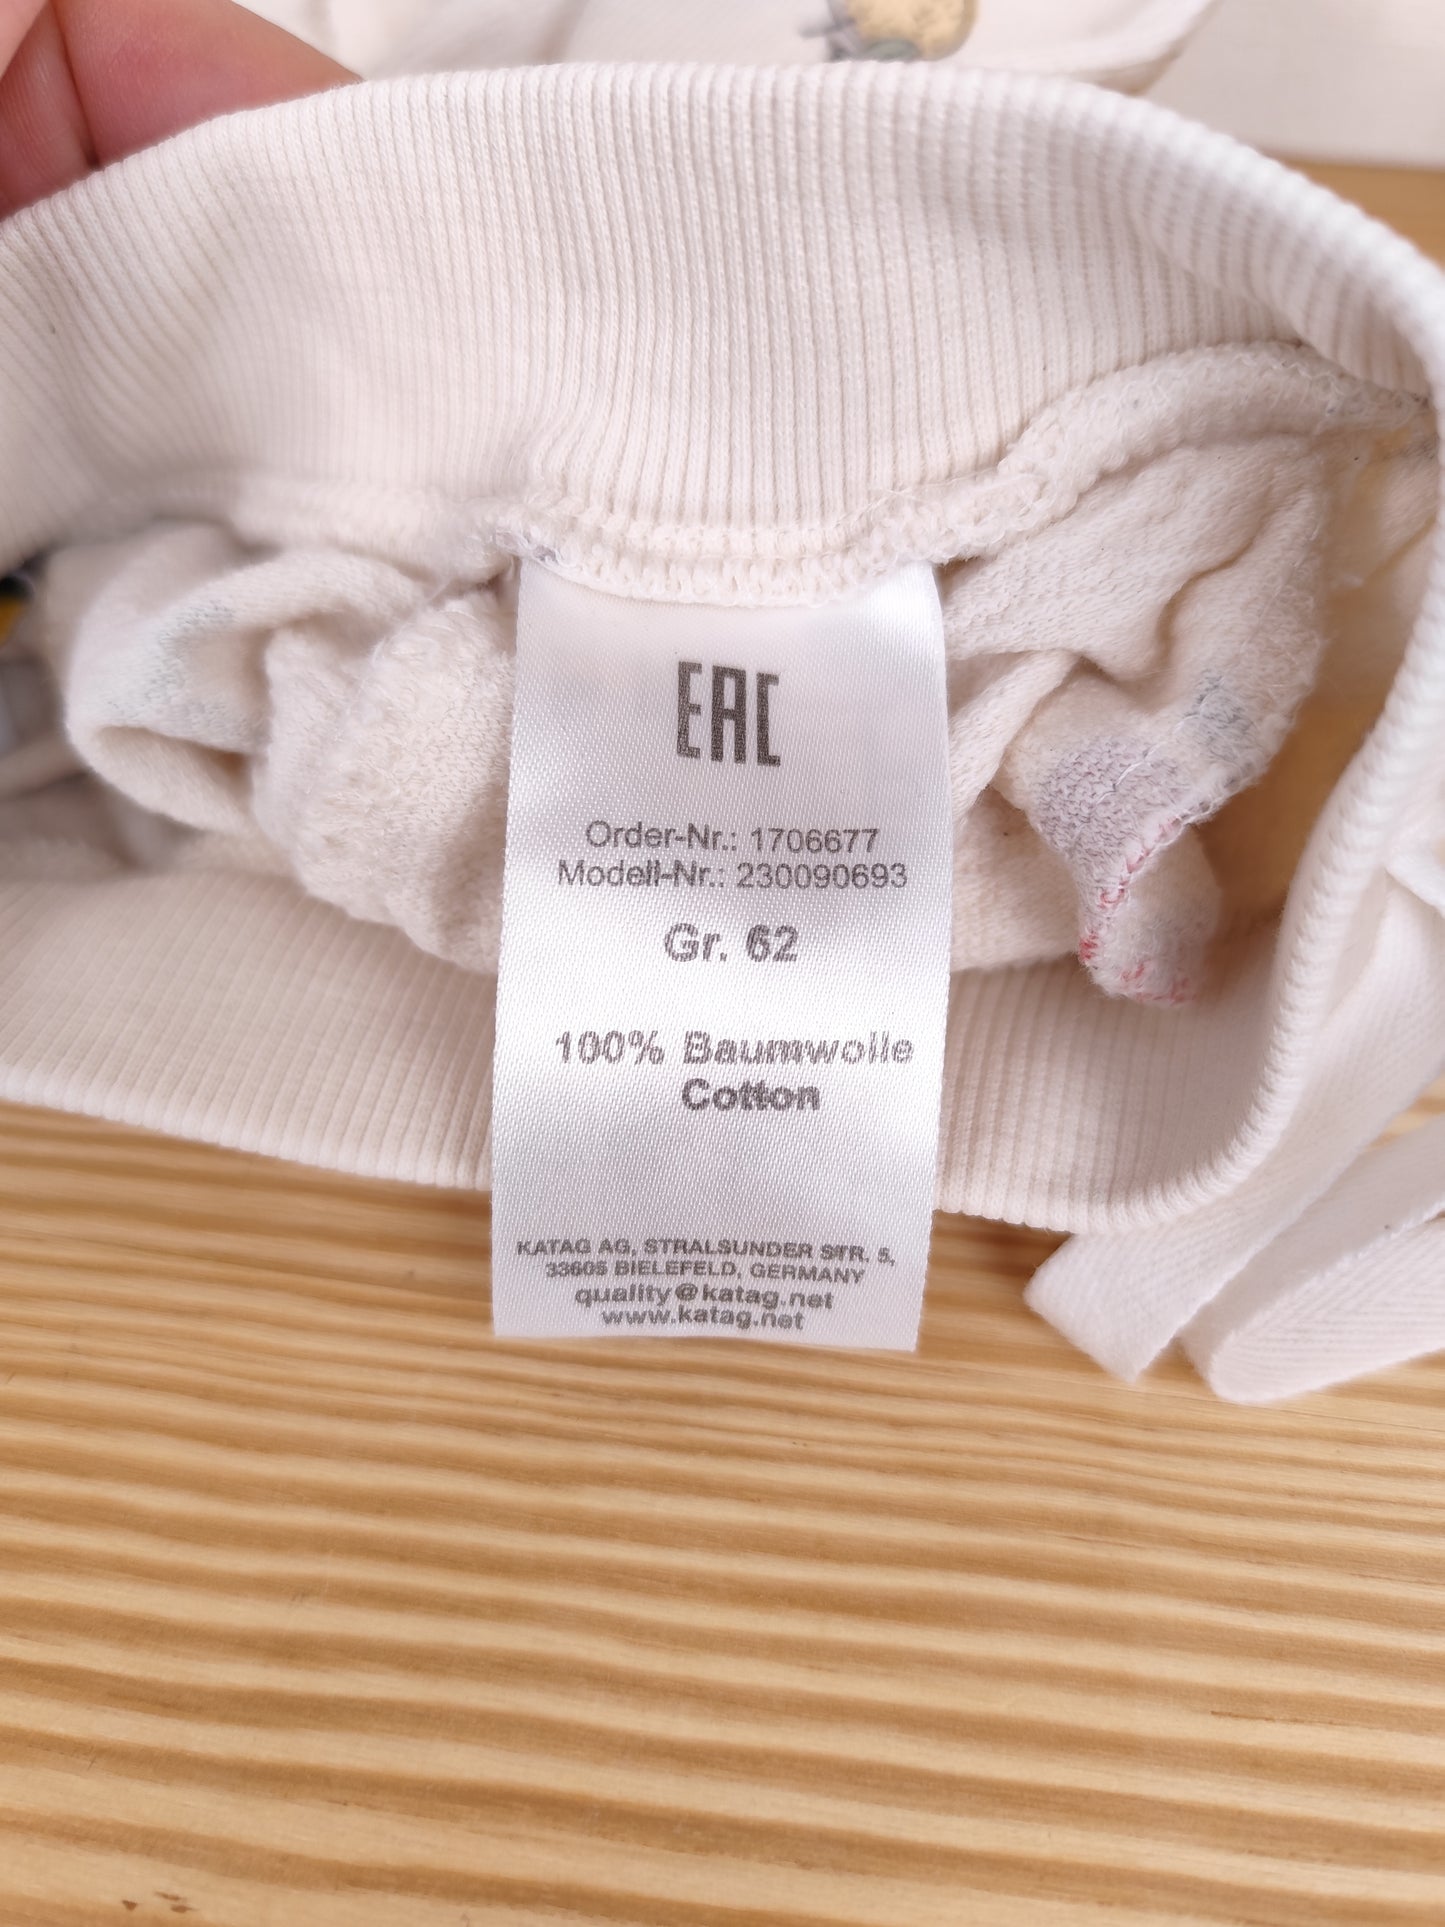 EAC
Order-Nr.: 1706677
Modell-Nr.: 230090693
Gr. 62
100% Baumwolle
Cotton
KATAG AG, STRALSUNDER STR. 5,
33605 BIELEFELD, GERMANY
quality@katag.net
www.katag.net